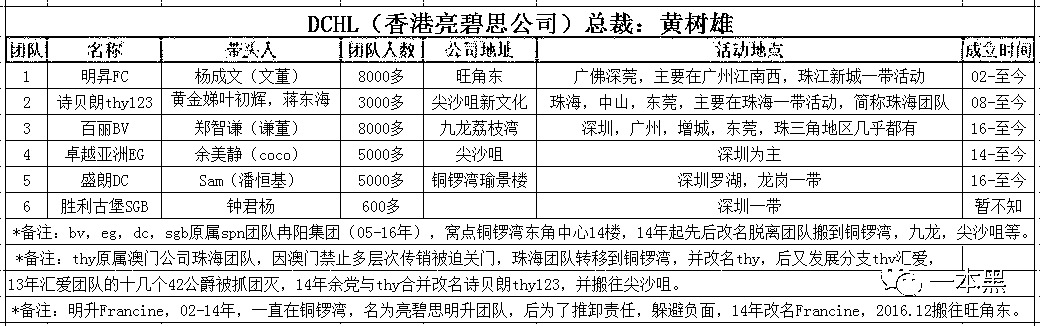 DCHL（香港亮碧思公司）总裁：黄树雄
团队 名称 带头人 团队人数 公司地址 活动地点 成立时间
1 明昇FC 杨成文（文董） 8000多 旺角东 广佛深莞，主要在广州江南西，珠江新城一带活动 02-至今
2 诗贝朗thy123 黄金娣叶初辉，蒋东海 3000多 尖沙咀新文化 珠海，中山，东莞，主要在珠海一带活动，简称珠海团队 08-至今
3 百丽BV 郑智谦（谦董） 8000多 九龙荔枝湾 深圳，广州，增城，东莞，珠三角地区几乎都有 16-至今
4 卓越亚洲EG 余美静（coco） 5000多 尖沙咀 深圳为主 14-至今
5 盛朗DC Sam（潘恒基） 5000多 铜锣湾瑜景楼 深圳罗湖，龙岗一带 16-至今
6 胜利古堡SGB 钟君杨 600多 深圳一带 暂不知
*备注：bv，eg，dc，sgb原属spn团队冉阳集团（05-16年），窝点铜锣湾东角中心14楼，14年起先后改名脱离团队搬到铜锣湾，九龙，尖沙咀等。
*备注：thy原属澳门公司珠海团队，因澳门禁止多层次传销被迫关门，珠海团队转移到铜锣湾，并改名thy，后又发展分支thy汇爱，
13年汇爱团队的十几个42公爵被抓团灭，14年余党与thy合并改名诗贝朗thy123，并搬往尖沙咀。
*备注：明升Francine，02-14年，一直在铜锣湾，名为亮碧思明升团队，后为了推卸责任，躲避负面，14年改名Francine，2016.12搬往旺角东。
一本黑